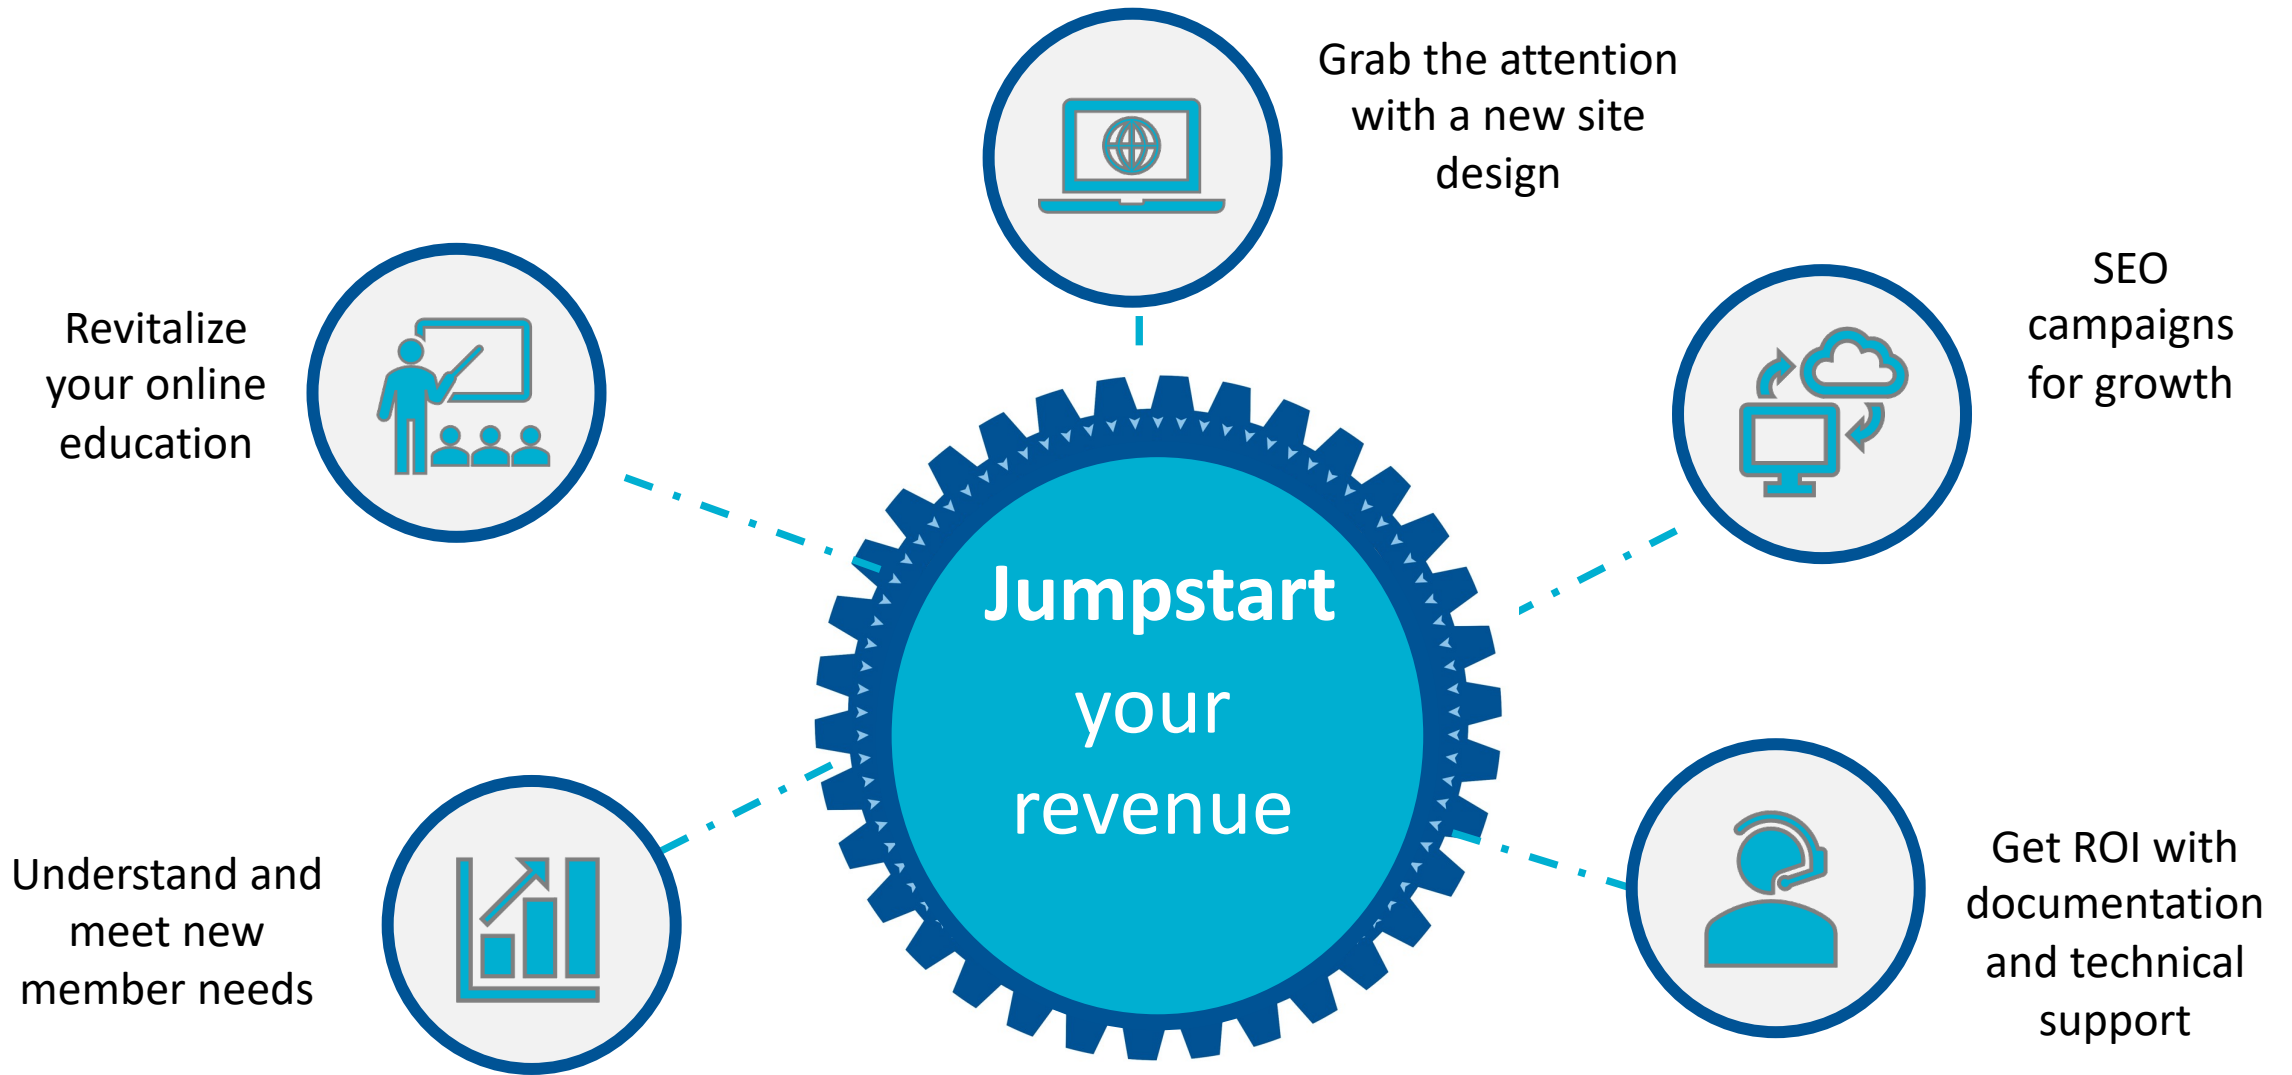 Grab the attention
with a new site
design
SEO
campaigns
for growth
Revitalize
your online
education
Jumpstart
your
revenue
Understand and
meet new
member needs
Get ROI with
documentation
and technical
support